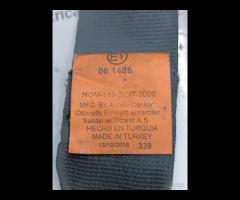 E1
06 1486
NOM-119-SCFI-2000
MFG. BY Autoliv Cankor
Otomotiv Emniyet Sistemleri
Sanayi ve Ticaret A.S.
HECHO EN TURQUIA
MADE IN TURKEY
13/10/2015 339